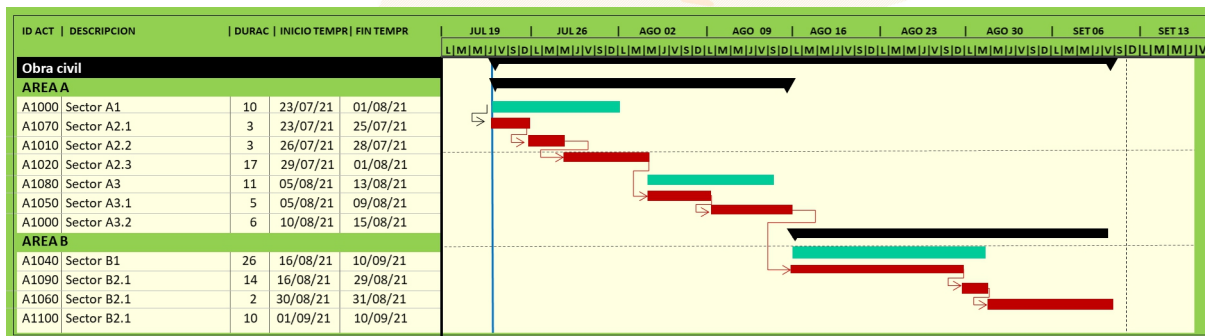 ID ACT | DESCRIPCION | DURAC | INICIO TEMPR| FIN TEMPR | JUL 19 | JUL 26 | AGO 02 | AGO 09 | AGO 16 | AGO 23 | AGO 30 | SET 06 | SET 13
L|M|M|J|V|S|D|L|M|M|J|V|S|D|L|M|M|J|V|S|D|L|M|M|J|V|S|D|L|M|M|J|V|S|D|L|M|M|J|V|S|D|L|M|M|J|V|S|D|L|M|M|J|V|S|D|L|M|M|J|V
Obra civil
AREA A
A1000 Sector A1 10 23/07/21 01/08/21
A1070 Sector A2.1 3 23/07/21 25/07/21
A1010 Sector A2.2 3 26/07/21 28/07/21
A1020 Sector A2.3 17 29/07/21 01/08/21
A1080 Sector A3 11 05/08/21 13/08/21
A1050 Sector A3.1 5 05/08/21 09/08/21
A1000 Sector A3.2 6 10/08/21 15/08/21
AREA B
A1040 Sector B1 26 16/08/21 10/09/21
A1090 Sector B2.1 14 16/08/21 29/08/21
A1060 Sector B2.1 2 30/08/21 31/08/21
A1100 Sector B2.1 10 01/09/21 10/09/21